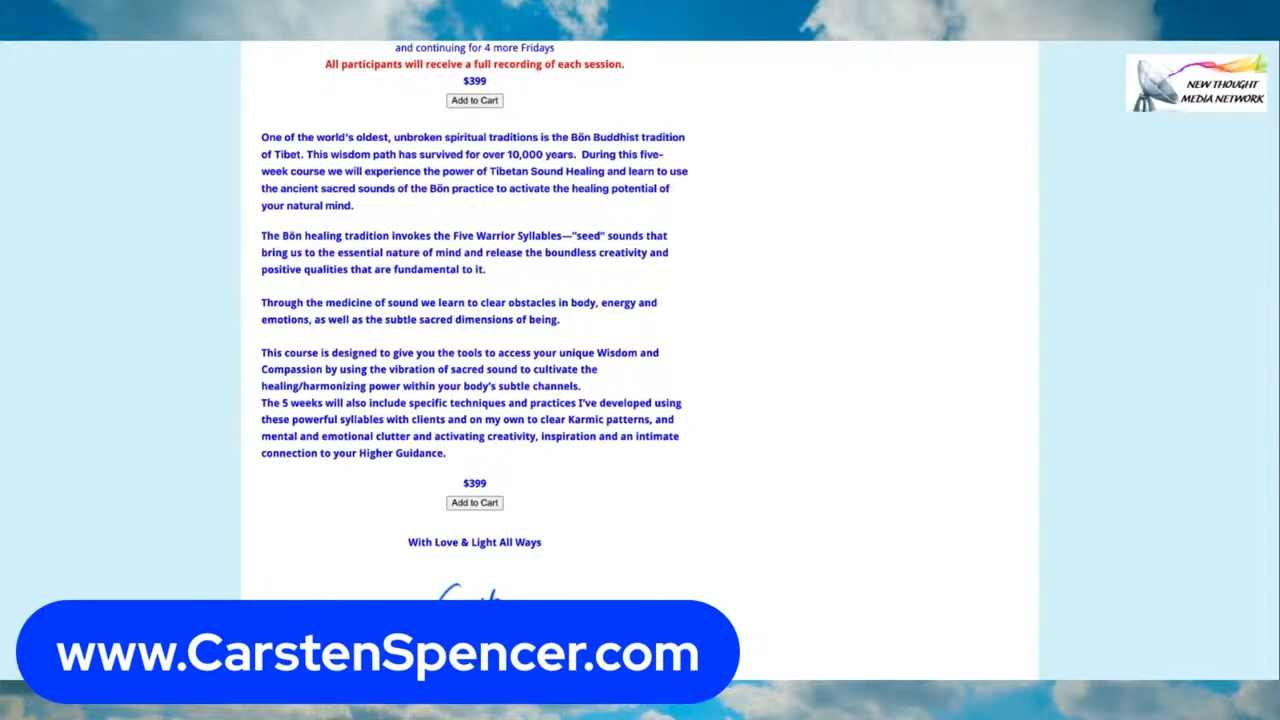 and continuing for 4 more Fridays
All participants will receive a full recording of each session.
$399
Add to Cart
NEW THOUGHT
MEDIA NETWORK
One of the world's oldest, unbroken spiritual traditions is the Bön Buddhist tradition
of Tibet. This wisdom path has survived for over 10,000 years. During this five-
week course we will experience the power of Tibetan Sound Healing and learn to use
the ancient sacred sounds of the Bön practice to activate the healing potential of
your natural mind.
The Bön healing tradition invokes the Five Warrior Syllables—"seed" sounds that
bring us to the essential nature of mind and release the boundless creativity and
positive qualities that are fundamental to it.
Through the medicine of sound we learn to clear obstacles in body, energy and
emotions, as well as the subtle sacred dimensions of being.
This course is designed to give you the tools to access your unique Wisdom and
Compassion by using the vibration of sacred sound to cultivate the
healing/harmonizing power within your body's subtle channels.
The 5 weeks will also include specific techniques and practices I've developed using
these powerful syllables with clients and on my own to clear Karmic patterns, and
mental and emotional clutter and activating creativity, inspiration and an intimate
connection to your Higher Guidance.
$399
Add to Cart
With Love & Light All Ways
www.CarstenSpencer.com